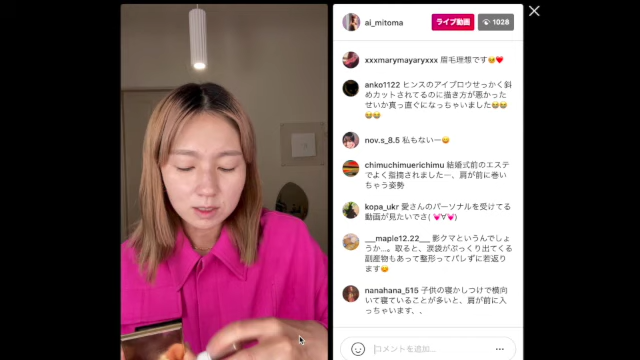 ai_mitoma
ライブ動画
1028
xxxmarymayaryxxx 眉毛理想です🥺❤️
anko1122 ヒンスのアイブロウせっかく斜
めカットされてるのに描き方が悪かった
せいか真っ直ぐになっちゃいました😂😂
😂😂
nov.s_8.5 私もないー😄
chimuchimuerichimu 結婚式前のエステ
でよく指摘されましたー、肩が前に巻い
ちゃう姿勢
kopa_ukr 愛さんのパーソナルを受けてる
動画が見たいでさ( 💓'∀'💓)
___maple12.22___ 影クマというんでしょ
うか…。取ると、涙袋がぷっくり出てくる
副産物もあって整形ってバレずに若返り
ます😊
nanahana_515 子供の寝かしつけで横向
いて寝ていることが多いと、肩が前に入
っちゃいます、、
コメントを追加...